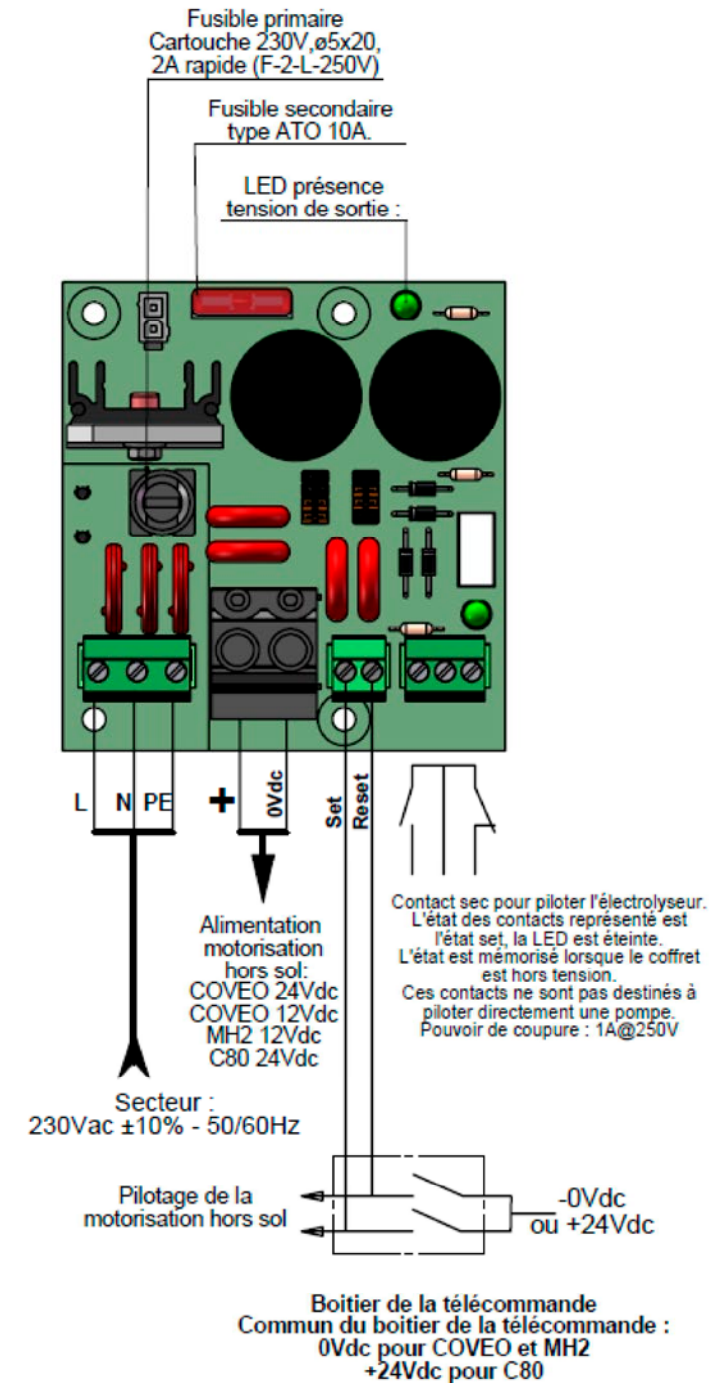 Fusible primaire
Cartouche 230V,ø5x20,
2A rapide (F-2-L-250V)
Fusible secondaire
type ATO 10A.
LED présence
tension de sortie :
L
N
PE
+
0Vdc
Set
Reset
Alimentation
motorisation
hors sol:
COVEO 24Vdc
COVEO 12Vdc
MH2 12Vdc
C80 24Vdc
Contact sec pour piloter l'électrolyseur.
L'état des contacts représenté est
l'état set, la LED est éteinte.
L'état est mémorisé lorsque le coffret
est hors tension.
Ces contacts ne sont pas destinés à
piloter directement une pompe.
Pouvoir de coupure : 1A@250V
Secteur :
230Vac ±10% - 50/60Hz
Pilotage de la
motorisation hors sol
-0Vdc
ou +24Vdc
Boitier de la télécommande
Commun du boitier de la télécommande :
0Vdc pour COVEO et MH2
+24Vdc pour C80